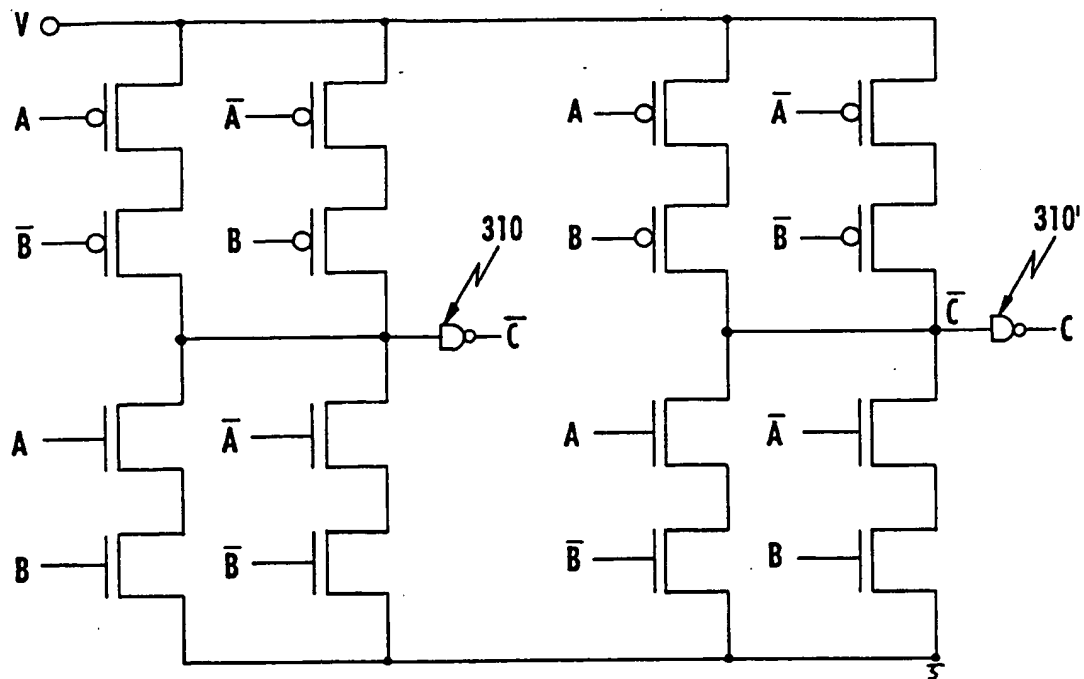 V
A A̅ A A̅
B̅ B B B̅
310 310'
C̅ C̅ C
A A̅ A A̅
B B̅ B̅ B